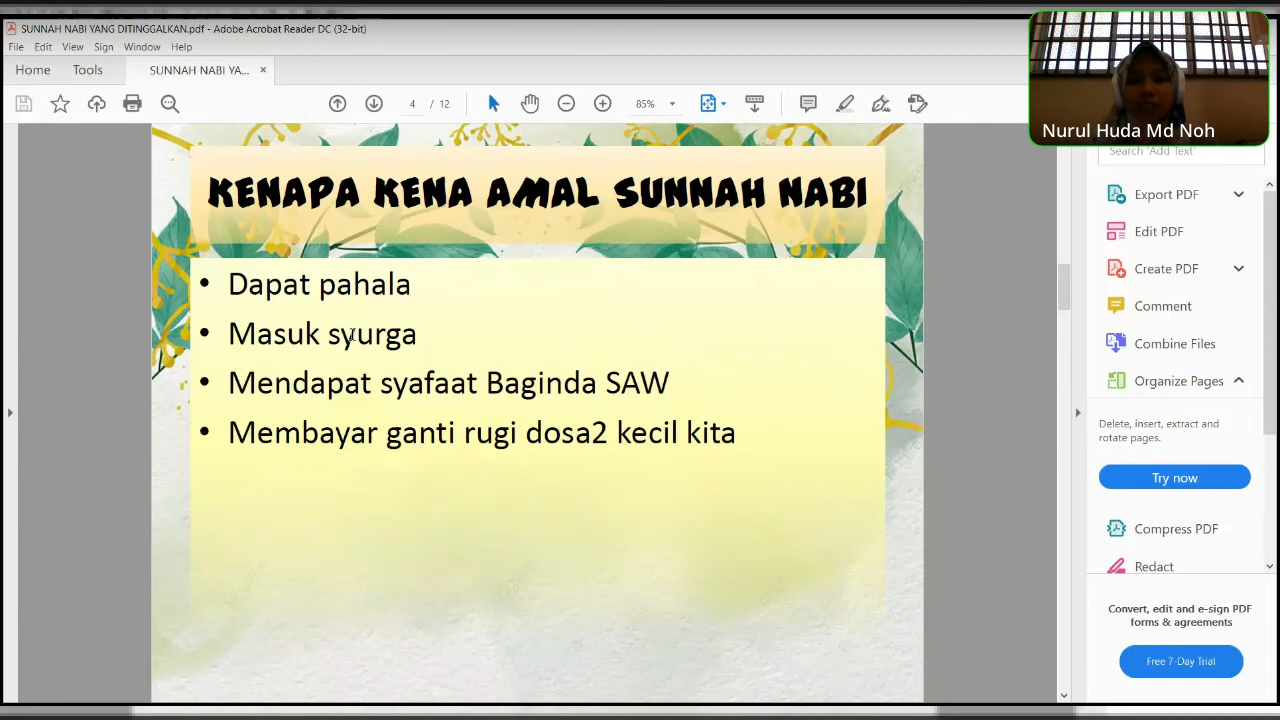 SUNNAH NABI YANG DITINGGALKAN.pdf - Adobe Acrobat Reader DC (32-bit)
File Edit View Sign Window Help
Home Tools SUNNAH NABI YA... ×
4 / 12 85%
Nurul Huda Md Noh
KENAPA KENA AMAL SUNNAH NABI
• Dapat pahala
• Masuk syurga
• Mendapat syafaat Baginda SAW
• Membayar ganti rugi dosa2 kecil kita
Search 'Add Text'
Export PDF
Edit PDF
Create PDF
Comment
Combine Files
Organize Pages
Delete, insert, extract and
rotate pages.
Try now
Compress PDF
Redact
Convert, edit and e-sign PDF
forms & agreements
Free 7-Day Trial